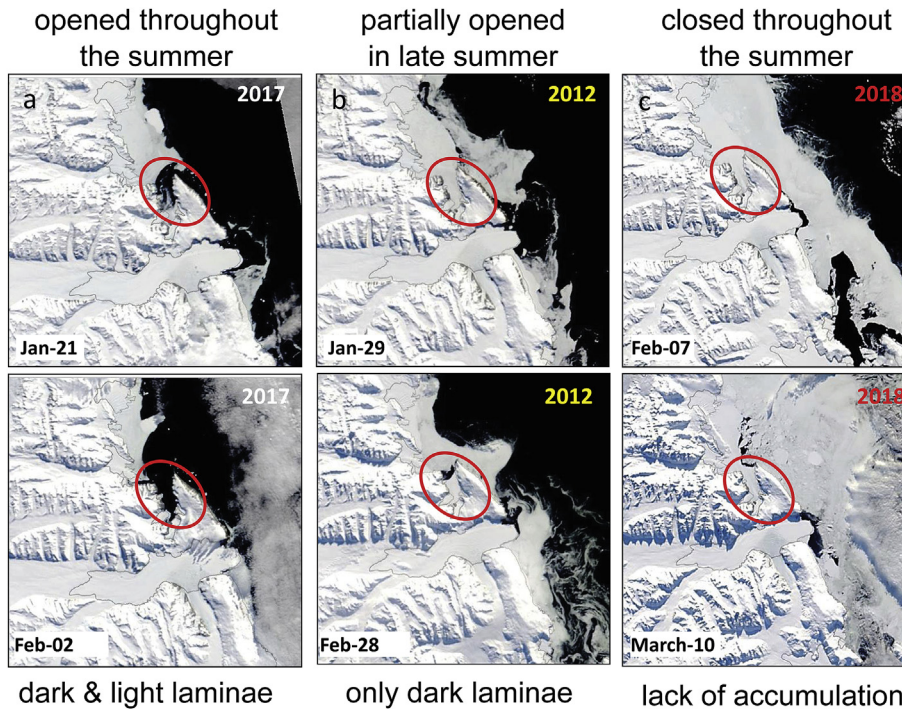 opened throughout
the summer
partially opened
in late summer
closed throughout
the summer
a
2017
b
2012
c
2018
Jan-21
Jan-29
Feb-07
2017
2012
2018
Feb-02
Feb-28
March-10
dark & light laminae
only dark laminae
lack of accumulation